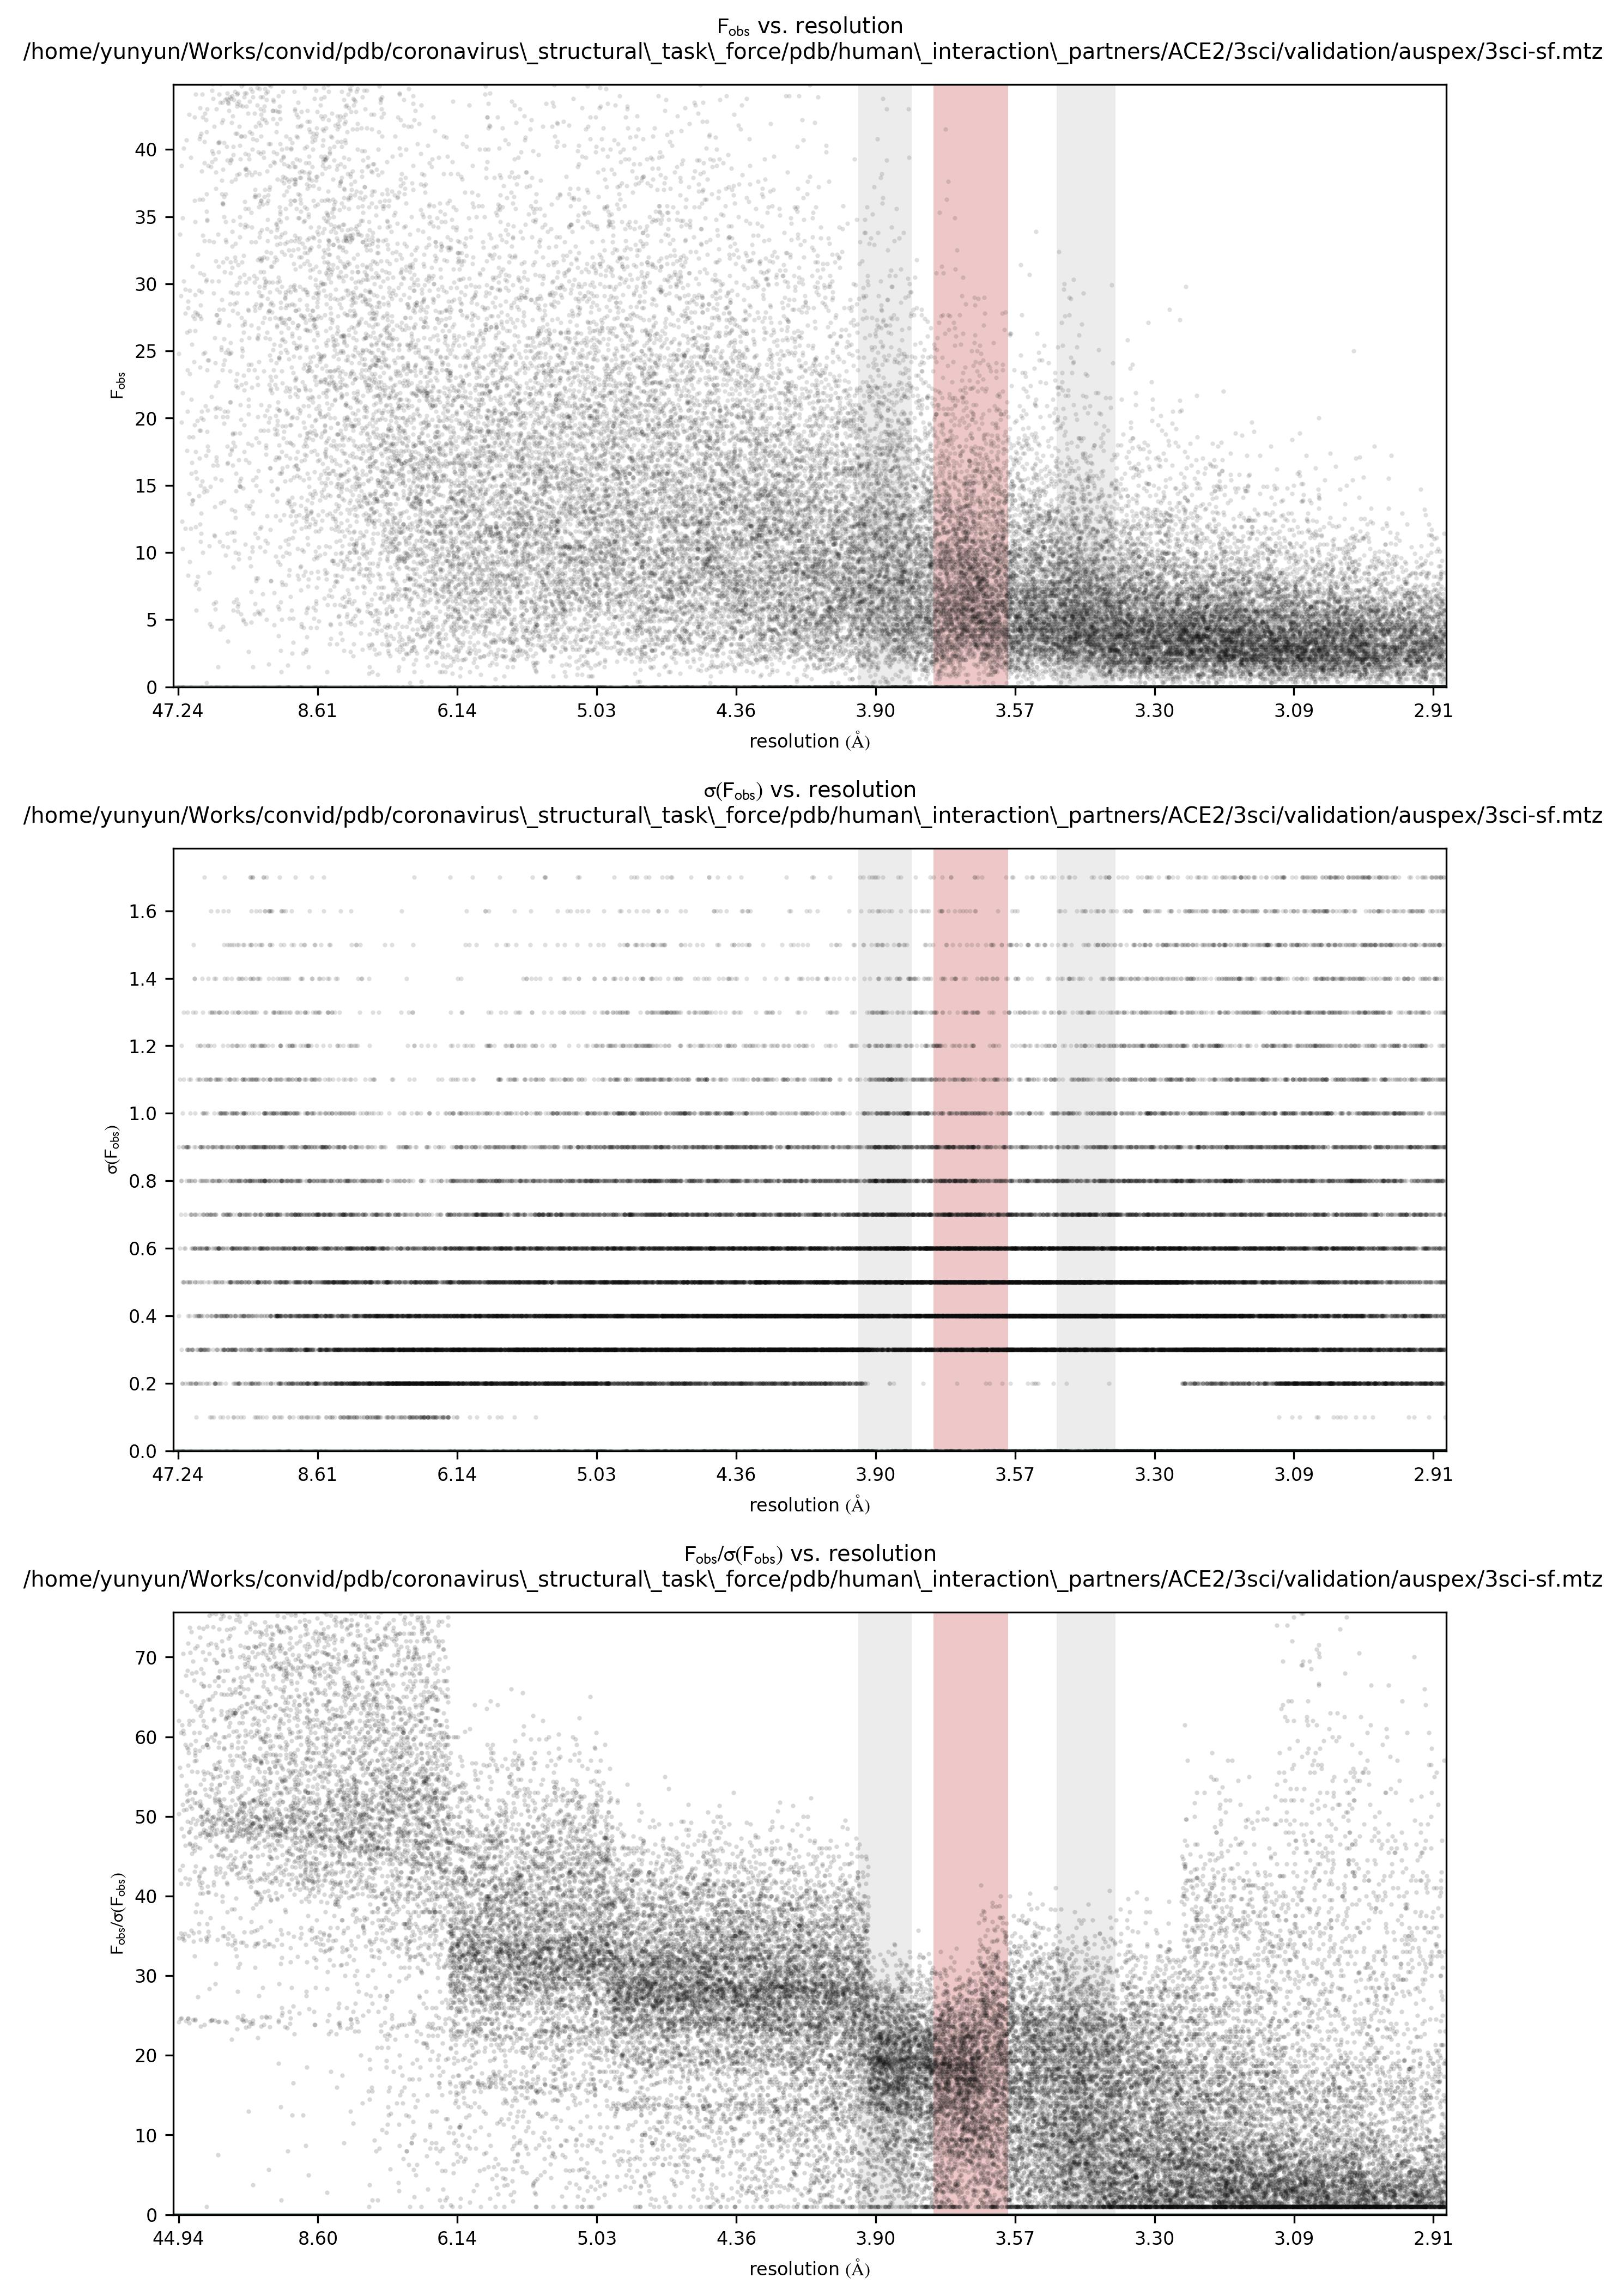 Fobs vs. resolution
/home/yunyun/Works/convid/pdb/coronavirus\_structural\_task\_force/pdb/human\_interaction\_partners/ACE2/3sci/validation/auspex/3sci-sf.mtz
40
35
30
25
Fobs
20
15
10
5
0
47.24 8.61 6.14 5.03 4.36 3.90 3.57 3.30 3.09 2.91
resolution (Å)
σ(Fobs) vs. resolution
/home/yunyun/Works/convid/pdb/coronavirus\_structural\_task\_force/pdb/human\_interaction\_partners/ACE2/3sci/validation/auspex/3sci-sf.mtz
1.6
1.4
1.2
1.0
σ(Fobs)
0.8
0.6
0.4
0.2
0.0
47.24 8.61 6.14 5.03 4.36 3.90 3.57 3.30 3.09 2.91
resolution (Å)
Fobs/σ(Fobs) vs. resolution
/home/yunyun/Works/convid/pdb/coronavirus\_structural\_task\_force/pdb/human\_interaction\_partners/ACE2/3sci/validation/auspex/3sci-sf.mtz
70
60
50
40
Fobs/σ(Fobs)
30
20
10
0
44.94 8.60 6.14 5.03 4.36 3.90 3.57 3.30 3.09 2.91
resolution (Å)